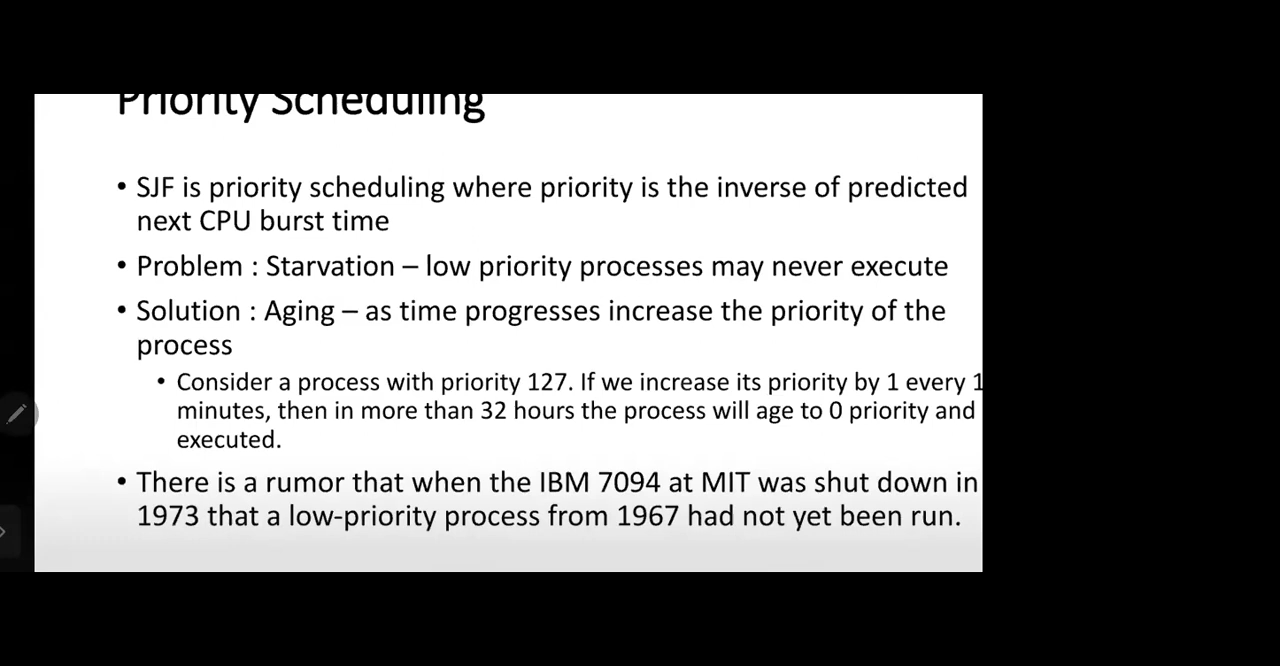 Priority Scheduling
• SJF is priority scheduling where priority is the inverse of predicted
next CPU burst time
• Problem : Starvation – low priority processes may never execute
• Solution : Aging – as time progresses increase the priority of the
process
• Consider a process with priority 127. If we increase its priority by 1 every 1
minutes, then in more than 32 hours the process will age to 0 priority and
executed.
• There is a rumor that when the IBM 7094 at MIT was shut down in
1973 that a low-priority process from 1967 had not yet been run.